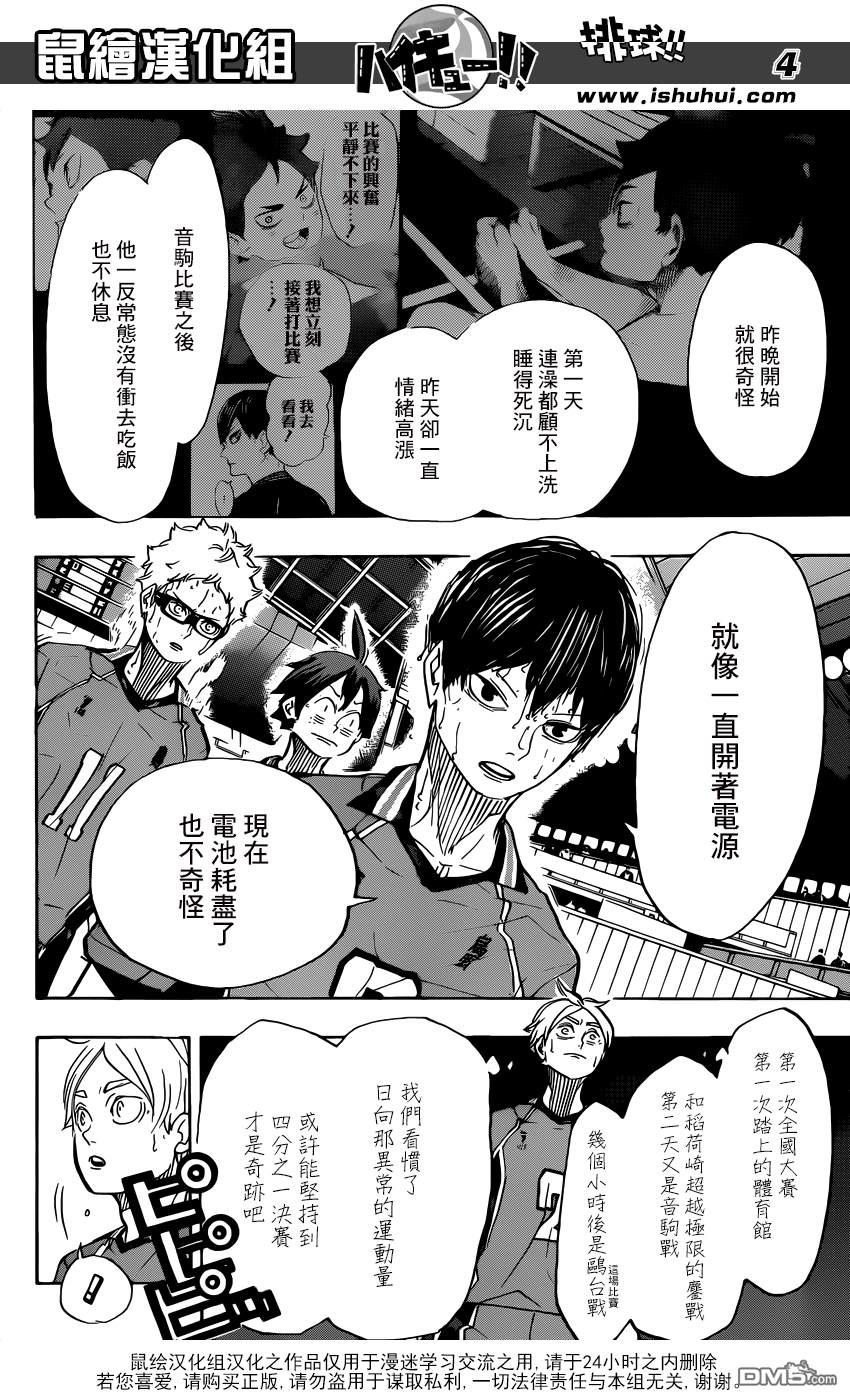 鼠繪漢化組
ハイキュー!!
排球!!
4
www.ishuhui.com
昨晚開始
就很奇怪
第一天
連澡都顧不上洗
睡得死沉
昨天卻一直
情緒高漲
比賽的興奮
平靜不下來…!
我想立刻
接著打比賽
…!
我去
看看!
…
音駒比賽之後
他一反常態沒有衝去吃飯
也不休息
就像一直開著電源
現在
電池耗盡了
也不奇怪
11
烏野
第一次全國大賽
第一次踏上的體育館
和稻荷崎超越極限的鏖戰
第二天又是音駒戰
幾個小時後是鷗台戰
這場比賽
我們看慣了
日向那異常的運動量
或許能堅持到
四分之一決賽
才是奇跡吧
2
ピピピッ
!
鼠绘汉化组汉化之作品仅用于漫迷学习交流之用,请于24小时之内删除
若您喜爱,请购买正版,请勿盗用于谋取私利,一切法律责任与本组无关,谢谢.
DM5.com